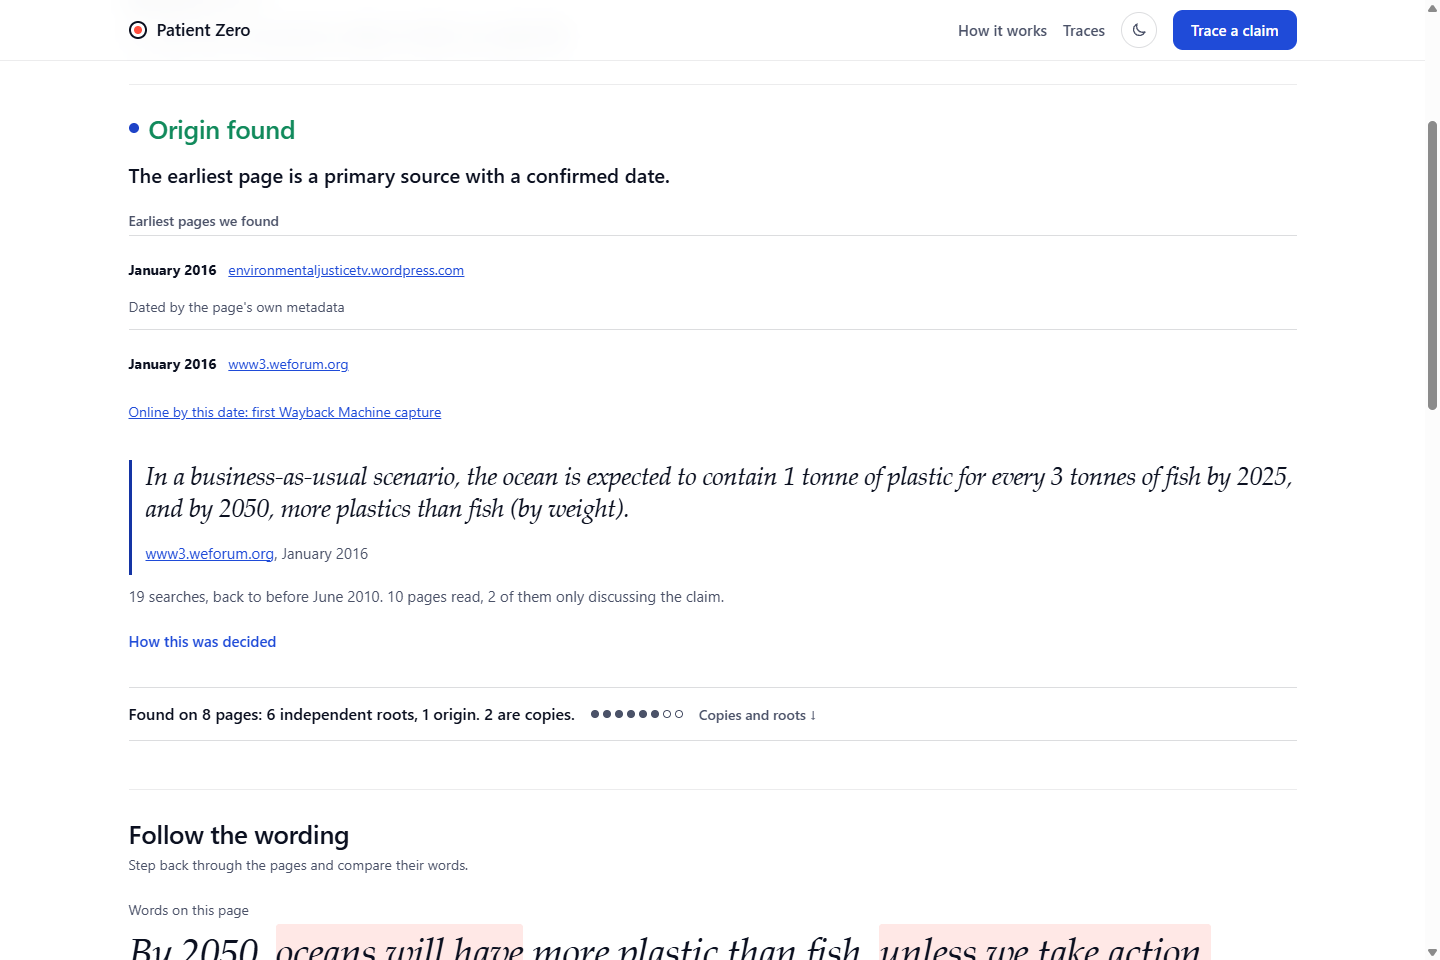 Patient Zero
How it works
Traces
Trace a claim
Origin found
The earliest page is a primary source with a confirmed date.
Earliest pages we found
January 2016 environmentaljusticetv.wordpress.com
Dated by the page's own metadata
January 2016 www3.weforum.org
Online by this date: first Wayback Machine capture
In a business-as-usual scenario, the ocean is expected to contain 1 tonne of plastic for every 3 tonnes of fish by 2025,
and by 2050, more plastics than fish (by weight).
www3.weforum.org, January 2016
19 searches, back to before June 2010. 10 pages read, 2 of them only discussing the claim.
How this was decided
Found on 8 pages: 6 independent roots, 1 origin. 2 are copies.
Copies and roots ↓
Follow the wording
Step back through the pages and compare their words.
Words on this page
By 2050, oceans will have more plastic than fish, unless we take action